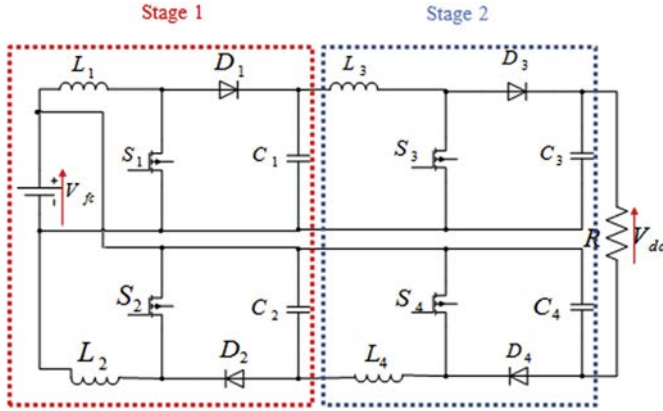 Stage 1
Stage 2
L1
D1
L3
D3
S1
C1
S3
C3
+
-
Vfc
R
Vdc
S2
C2
S4
C4
L2
D2
L4
D4